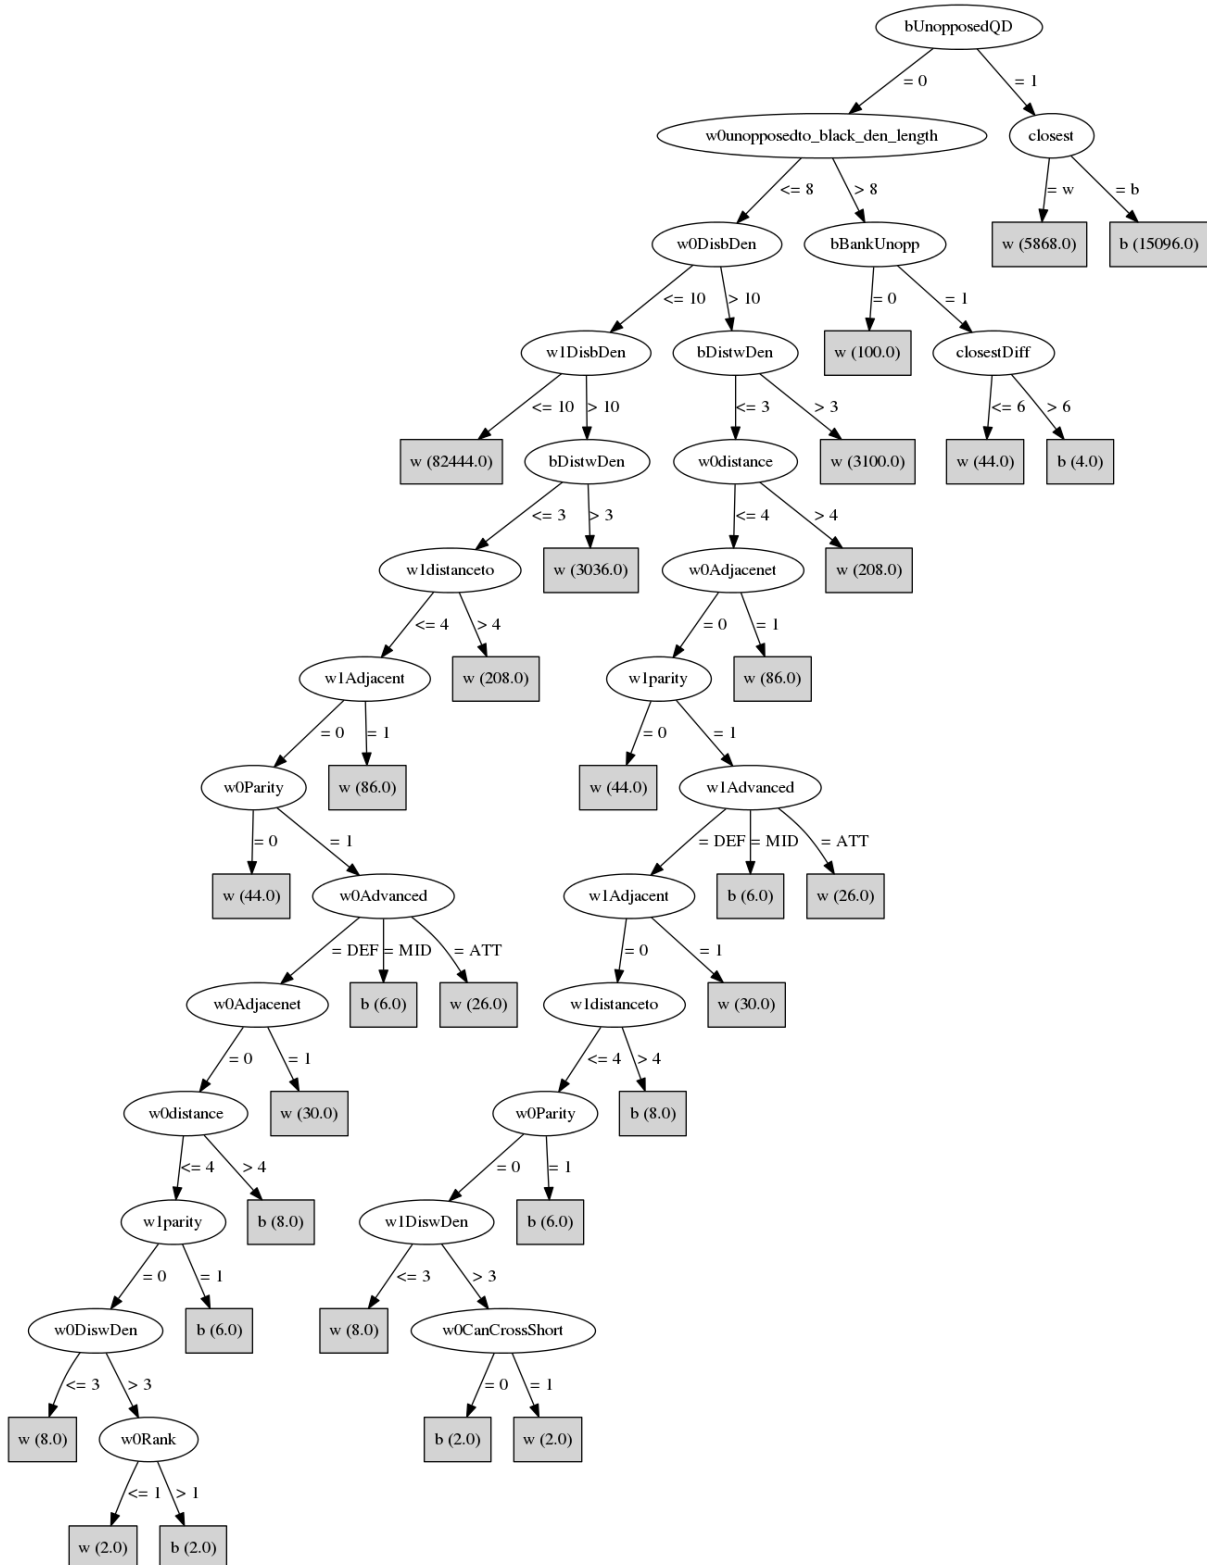 bUnopposedQD
= 0
= 1
w0unopposedto_black_den_length
closest
<= 8
> 8
= w
= b
w0DisbDen
bBankUnopp
w (5868.0)
b (15096.0)
<= 10
> 10
= 0
= 1
w1DisbDen
bDistwDen
w (100.0)
closestDiff
<= 10
> 10
<= 3
> 3
<= 6
> 6
w (82444.0)
bDistwDen
w0distance
w (3100.0)
w (44.0)
b (4.0)
<= 3
> 3
<= 4
> 4
w1distanceto
w (3036.0)
w0Adjacenet
w (208.0)
<= 4
> 4
= 0
= 1
w1Adjacent
w (208.0)
w1parity
w (86.0)
= 0
= 1
= 0
= 1
w0Parity
w (86.0)
w (44.0)
w1Advanced
= 0
= 1
= DEF
= MID
= ATT
w (44.0)
w0Advanced
w1Adjacent
b (6.0)
w (26.0)
= DEF
= MID
= ATT
= 0
= 1
w0Adjacenet
b (6.0)
w (26.0)
w1distanceto
w (30.0)
= 0
= 1
<= 4
> 4
w0distance
w (30.0)
w0Parity
b (8.0)
<= 4
> 4
= 0
= 1
w1parity
b (8.0)
w1DiswDen
b (6.0)
= 0
= 1
<= 3
> 3
w0DiswDen
b (6.0)
w (8.0)
w0CanCrossShort
<= 3
> 3
= 0
= 1
w (8.0)
w0Rank
b (2.0)
w (2.0)
<= 1
> 1
w (2.0)
b (2.0)